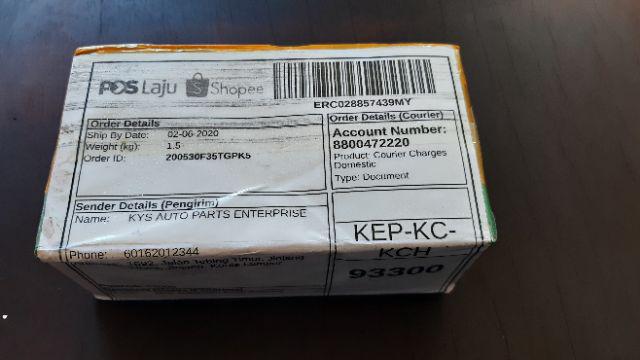 POS Laju Shopee
ERC028857439MY
Order Details
Ship By Date: 02-06-2020
Weight (kg): 1.5
Order ID: 200530F35TGPK5
Order Details (Courier)
Account Number:
8800472220
Product: Courier Charges
Domestic
Type: Document
Sender Details (Pengirim)
Name: KYS AUTO PARTS ENTERPRISE
Phone: 60162012344
KEP-KC-
KCH
93300